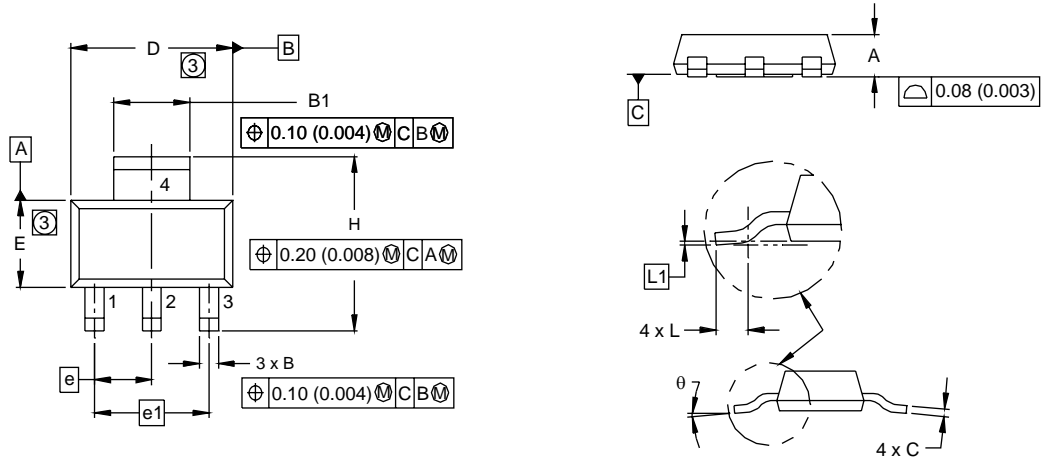 D
B
③
B1
⌖ 0.10 (0.004) Ⓜ C B Ⓜ
A
4
③
E
H
⌖ 0.20 (0.008) Ⓜ C A Ⓜ
1 2 3
3 x B
e
e1
⌖ 0.10 (0.004) Ⓜ C B Ⓜ
A
C
⌓ 0.08 (0.003)
L1
4 x L
θ
4 x C